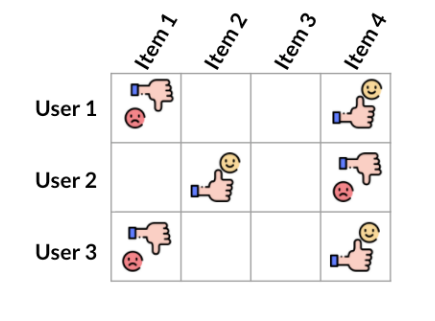 Item 1
Item 2
Item 3
Item 4
User 1
User 2
User 3